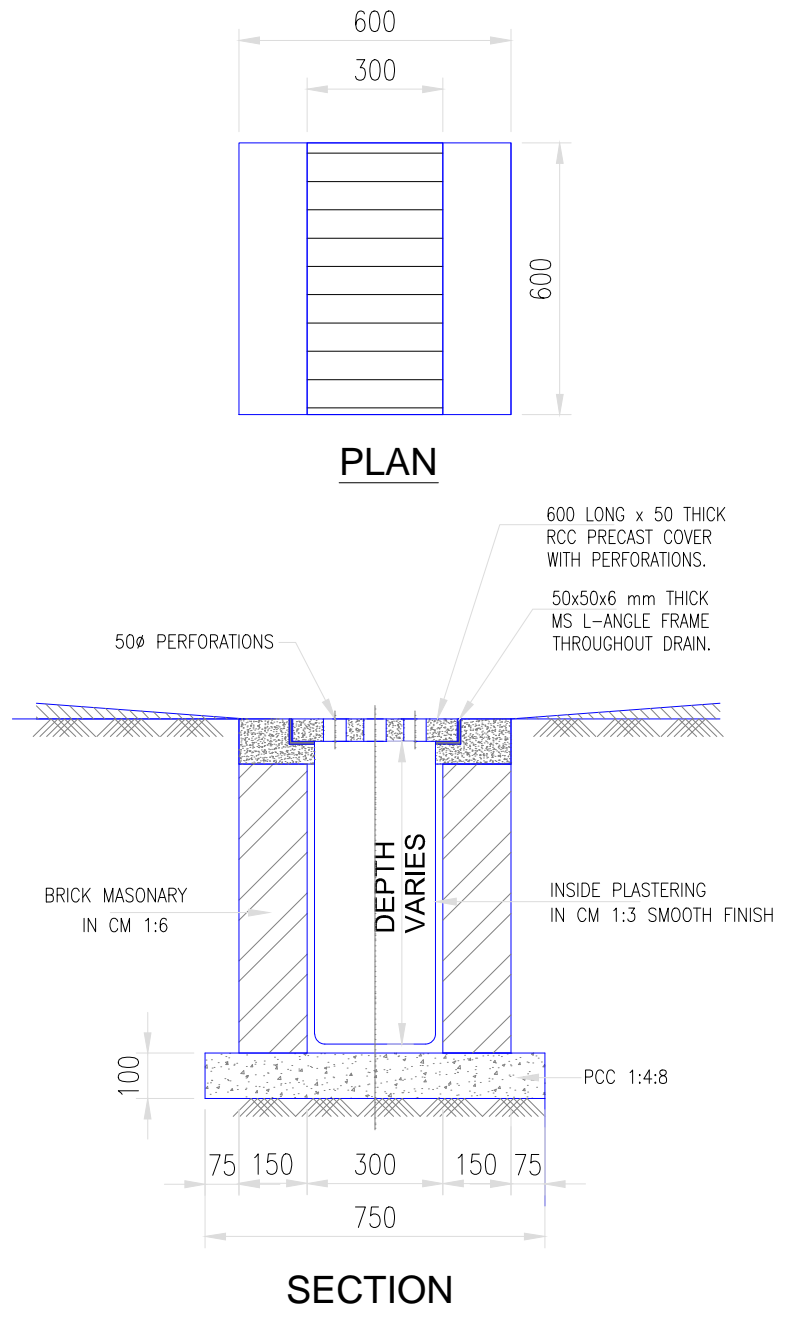 600
300
600
PLAN
600 LONG x 50 THICK
RCC PRECAST COVER
WITH PERFORATIONS.
50x50x6 mm THICK
MS L-ANGLE FRAME
THROUGHOUT DRAIN.
50ø PERFORATIONS
DEPTH
VARIES
BRICK MASONARY
IN CM 1:6
INSIDE PLASTERING
IN CM 1:3 SMOOTH FINISH
100
PCC 1:4:8
75 150 300 150 75
750
SECTION